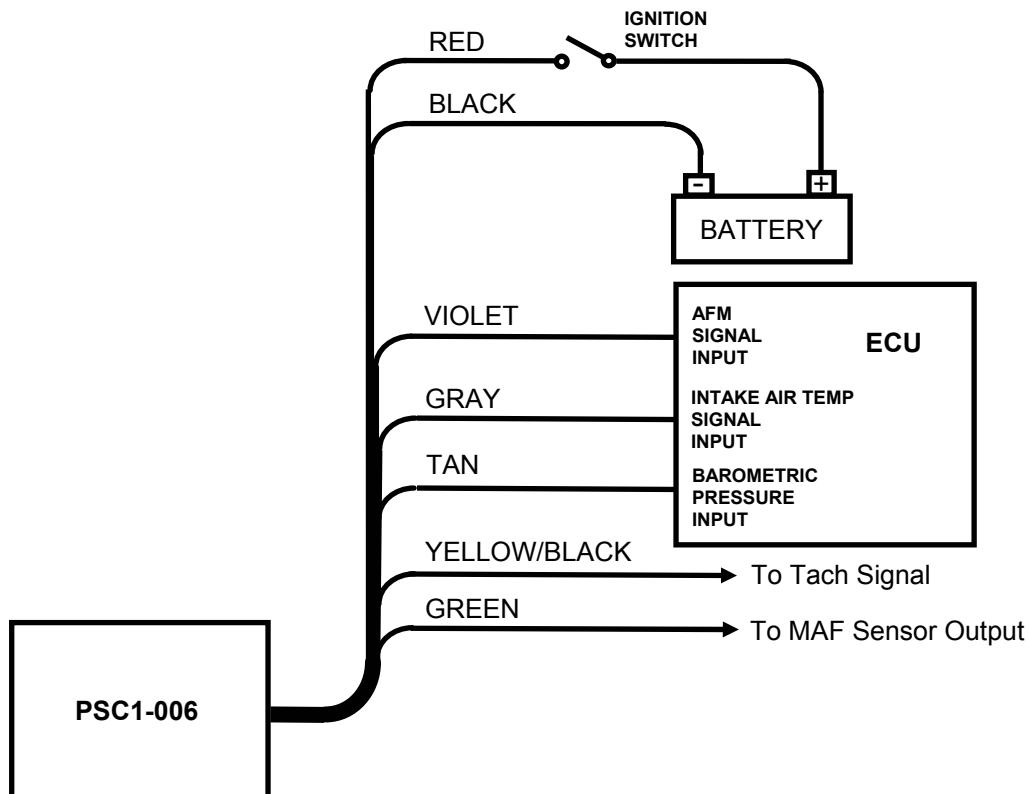 IGNITION
SWITCH
RED
BLACK
-
+
BATTERY
VIOLET
AFM
SIGNAL
INPUT
ECU
GRAY
INTAKE AIR TEMP
SIGNAL
INPUT
TAN
BAROMETRIC
PRESSURE
INPUT
YELLOW/BLACK
To Tach Signal
GREEN
To MAF Sensor Output
PSC1-006